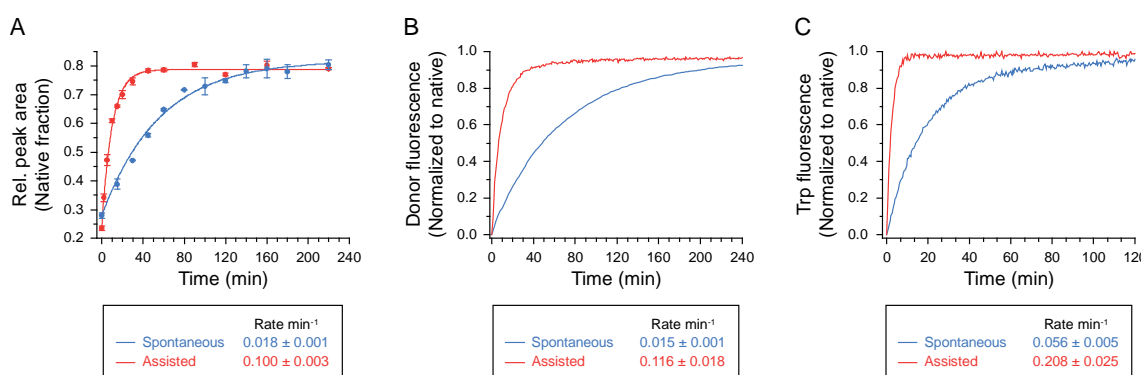 A
Rel. peak area
(Native fraction)
0.8
0.7
0.6
0.5
0.4
0.3
0.2
0 40 80 120 160 200 240
Time (min)
Rate min⁻¹
Spontaneous 0.018 ± 0.001
Assisted 0.100 ± 0.003
B
Donor fluorescence
(Normalized to native)
1.0
0.8
0.6
0.4
0.2
0.0
0 40 80 120 160 200 240
Time (min)
Rate min⁻¹
Spontaneous 0.015 ± 0.001
Assisted 0.116 ± 0.018
C
Trp fluorescence
(Normalized to native)
1.0
0.8
0.6
0.4
0.2
0.0
0 20 40 60 80 100 120
Time (min)
Rate min⁻¹
Spontaneous 0.056 ± 0.005
Assisted 0.208 ± 0.025